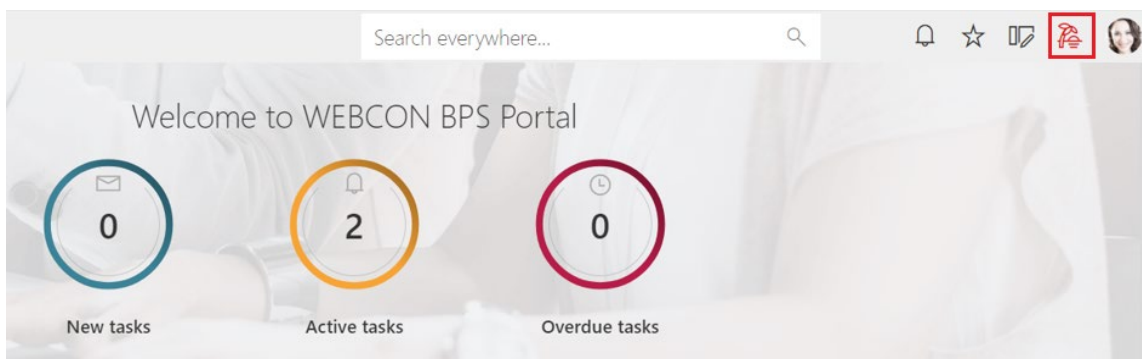 Search everywhere...
Welcome to WEBCON BPS Portal
0
2
0
New tasks
Active tasks
Overdue tasks